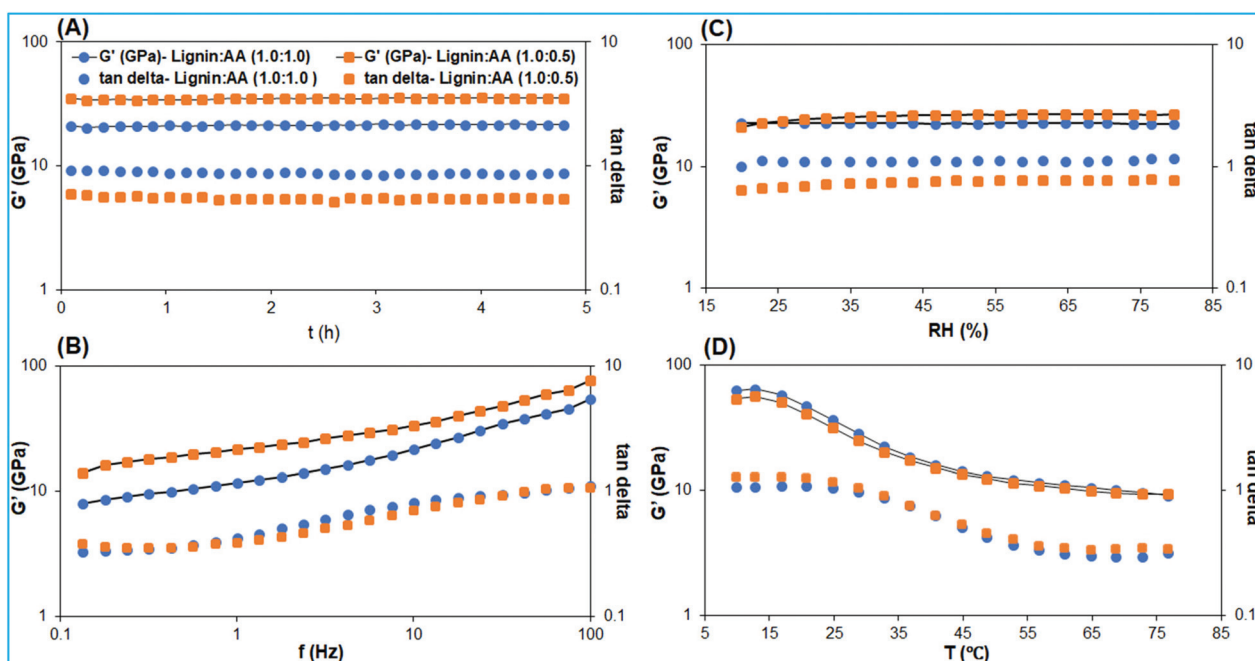 (A)
100
10
● G' (GPa)- Lignin:AA (1.0:1.0)
■ G' (GPa)- Lignin:AA (1.0:0.5)
● tan delta- Lignin:AA (1.0:1.0 )
■ tan delta- Lignin:AA (1.0:0.5)
G' (GPa)
10
1
tan delta
1
0.1
0
1
2
3
4
5
t (h)
(C)
100
10
G' (GPa)
10
1
tan delta
1
0.1
15
25
35
45
55
65
75
85
RH (%)
(B)
100
10
G' (GPa)
10
1
tan delta
1
0.1
0.1
1
10
100
f (Hz)
(D)
100
10
G' (GPa)
10
1
tan delta
1
0.1
5
15
25
35
45
55
65
75
85
T (℃)